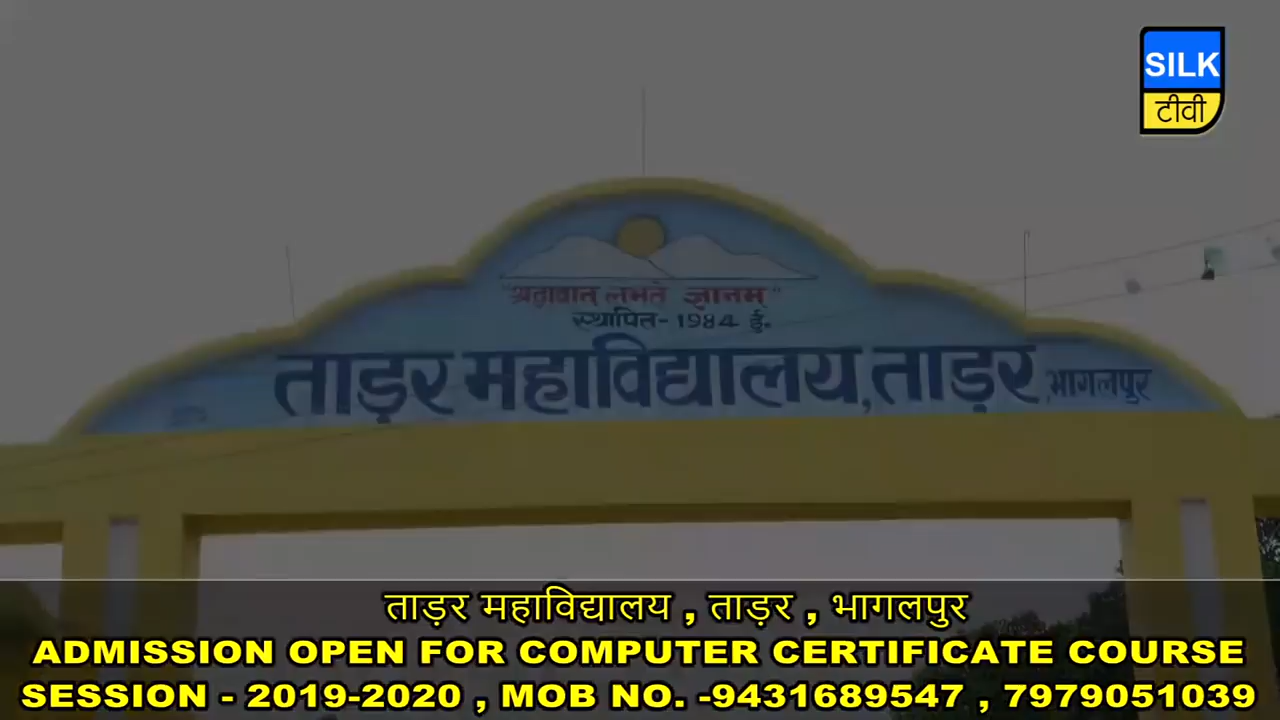 SILK
टीवी
"श्रद्धावान् लभते ज्ञानम्"
स्थापित-1984 ई.
ताड़र महाविद्यालय, ताड़र, भागलपुर
ताड़र महाविद्यालय , ताड़र , भागलपुर
ADMISSION OPEN FOR COMPUTER CERTIFICATE COURSE
SESSION - 2019-2020 , MOB NO. -9431689547 , 7979051039